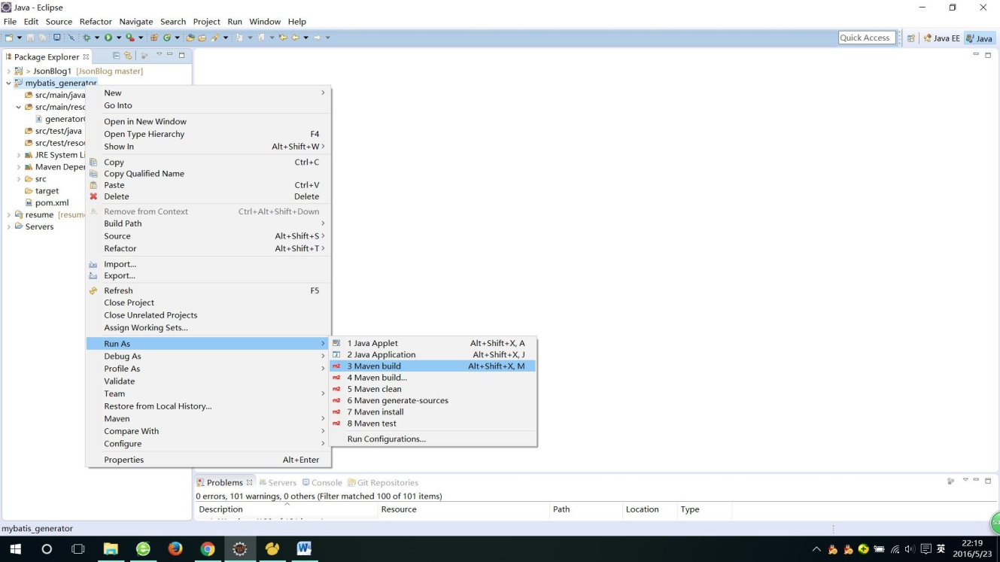 Java - Eclipse
File Edit Source Refactor Navigate Search Project Run Window Help
Quick Access Java EE Java
Package Explorer
> JsonBlog1 [JsonBlog master]
mybatis_generator
src/main/java
src/main/reso
generator
src/test/java
src/test/resou
JRE System Li
Maven Deper
src
target
pom.xml
resume [resum
Servers
New
Go Into
Open in New Window
Open Type Hierarchy F4
Show In Alt+Shift+W
Copy Ctrl+C
Copy Qualified Name
Paste Ctrl+V
Delete Delete
Remove from Context Ctrl+Alt+Shift+Down
Build Path
Source Alt+Shift+S
Refactor Alt+Shift+T
Import...
Export...
Refresh F5
Close Project
Close Unrelated Projects
Assign Working Sets...
Run As
Debug As
Profile As
Validate
Team
Restore from Local History...
Maven
Compare With
Configure
Properties Alt+Enter
1 Java Applet Alt+Shift+X, A
2 Java Application Alt+Shift+X, J
m2 3 Maven build Alt+Shift+X, M
m2 4 Maven build...
m2 5 Maven clean
m2 6 Maven generate-sources
m2 7 Maven install
m2 8 Maven test
Run Configurations...
Problems Servers Console Git Repositories
0 errors, 101 warnings, 0 others (Filter matched 100 of 101 items)
Description Resource Path Location Type
mybatis_generator
英
22:19
2016/5/23